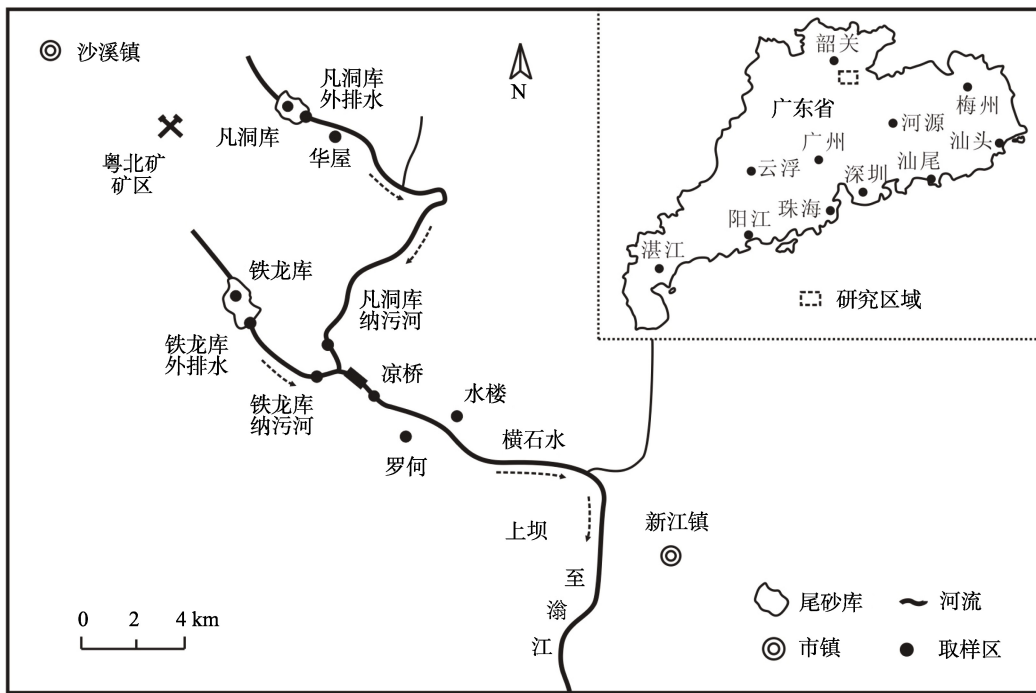 沙溪镇
凡洞库
外排水
N
凡洞库
华屋
粤北矿
矿区
铁龙库
凡洞库
纳污河
铁龙库
外排水
凉桥
铁龙库
纳污河
水楼
罗何
横石水
上坝
新江镇
至
滃
江
0 2 4 km
韶关
广东省
梅州
河源
广州
汕头
云浮
深圳
汕尾
珠海
阳江
湛江
研究区域
尾砂库
河流
市镇
取样区